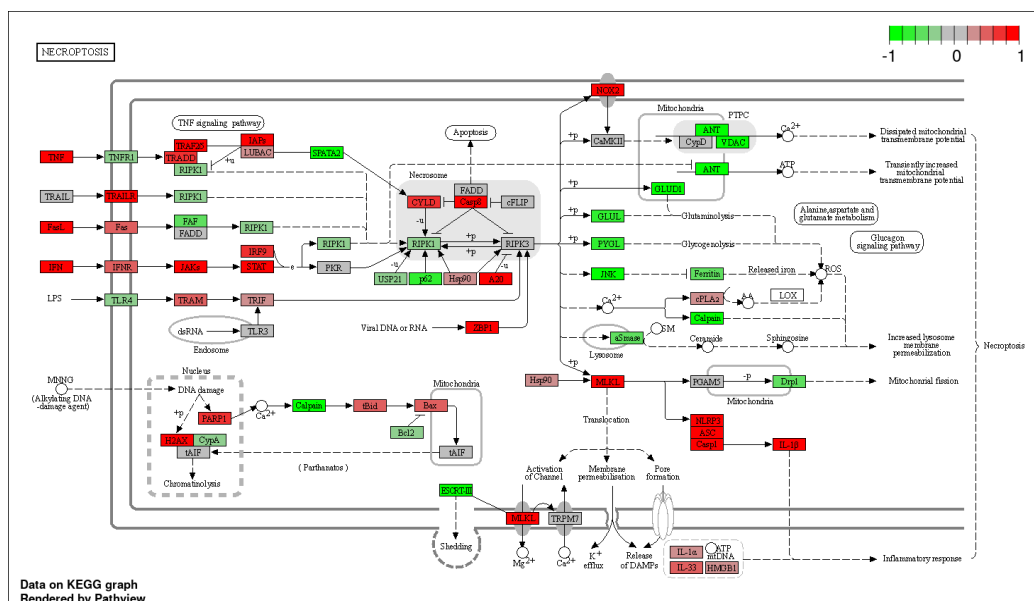 NECROPTOSIS
-1 0 1
TNF signaling pathway
Apoptosis
NOX2
Mitochondria
PTPC
TNF
TNFR1
TRAF25
TRADD
RIPK1
IAPs
LUBAC
+u
SPATA2
+p
CaMKII
ANT
CypD
VDAC
Ca2+
Dissipated mitochondrial
transmembrane potential
Necrosome
FADD
ANT
ATP
Transiently increased
mitochondrial
transmembrane potential
TRAIL
TRAILR
RIPK1
CYLD
Casp8
cFLIP
+p
GLUD1
FasL
Fas
FAF
FADD
RIPK1
-u
+p
GLUL
Glutaminolysis
Alanine,aspartate and
glutamate metabolism
RIPK1
RIPK1
+p
+p
RIPK3
+p
PYGL
Glycogenolysis
Glucagon
signaling pathway
IFN
IFNR
JAKs
IRF9
STAT
e
PKR
-u
USP21
p62
Hsp90
A20
JNK
Ferritin
Released iron
ROS
LPS
TLR4
TRAM
TRIF
Ca2+
cPLA2
AA
LOX
Calpain
dsRNA
TLR3
Endosome
Viral DNA or RNA
ZBP1
aSmase
SM
Lysosome
Ceramide
Sphingosine
Increased lysosome
membrane
permeabilization
Necroptosis
+p
Hsp90
MLKL
PGAM5
-p
Drp1
Mitochondria
Mitochonrial fission
MNNG
(Alkylating DNA
-damage agent)
Nucleus
DNA damage
+p
PARP1
H2AX
CypA
tAIF
Chromatinolysis
Ca2+
Calpain
tBid
Mitochondria
Bax
Bcl2
tAIF
( Parthanatos )
Translocation
NLRP3
ASC
Casp1
IL-1β
Activation
of Channel
Membrane
permeabilisation
Pore
formation
ESCRT-III
MLKL
TRPM7
Shedding
Mg2+
Ca2+
K+
efflux
Release
of DAMPs
IL-1α
ATP
mtDNA
IL-33
HMGB1
Inflammatory response
Data on KEGG graph
Rendered by Pathview